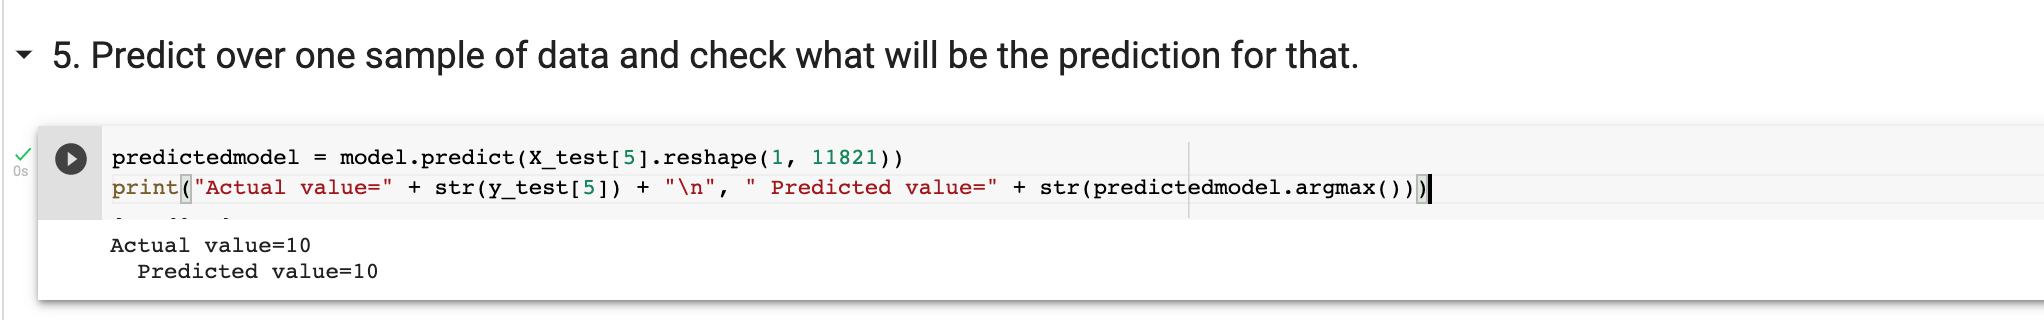 5. Predict over one sample of data and check what will be the prediction for that.
predictedmodel = model.predict(X_test[5].reshape(1, 11821))
0s
print("Actual value=" + str(y_test[5]) + "\n", " Predicted value=" + str(predictedmodel.argmax()))
Actual value=10
Predicted value=10